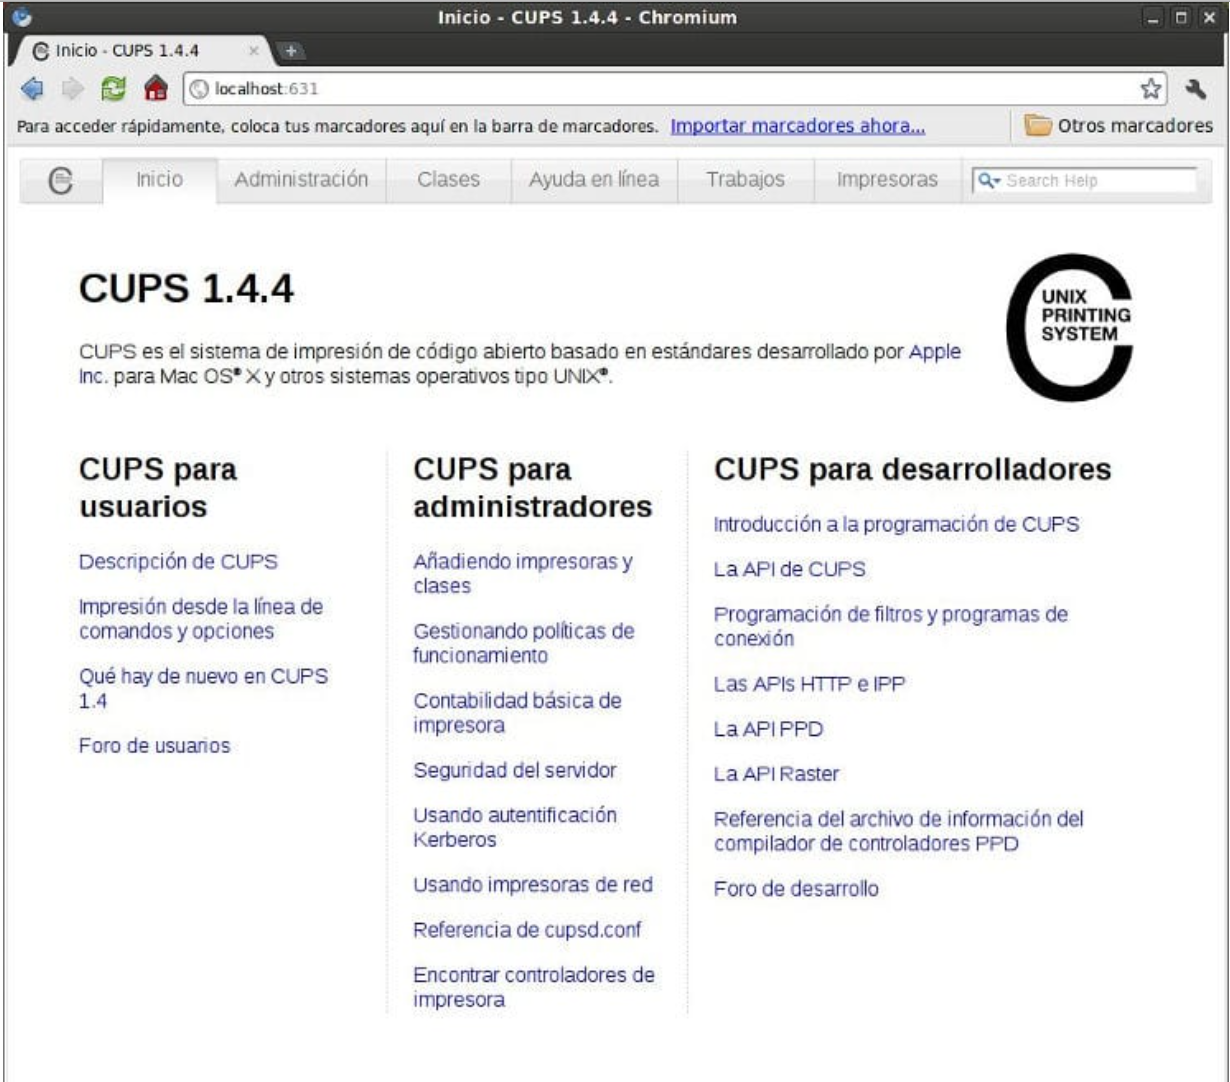 Inicio - CUPS 1.4.4 - Chromium
Inicio - CUPS 1.4.4
localhost:631
Para acceder rápidamente, coloca tus marcadores aquí en la barra de marcadores. Importar marcadores ahora... Otros marcadores
Inicio Administración Clases Ayuda en línea Trabajos Impresoras Search Help
CUPS 1.4.4
CUPS es el sistema de impresión de código abierto basado en estándares desarrollado por Apple
Inc. para Mac OS® X y otros sistemas operativos tipo UNIX®.
UNIX
PRINTING
SYSTEM
CUPS para
usuarios
Descripción de CUPS
Impresión desde la línea de
comandos y opciones
Qué hay de nuevo en CUPS
1.4
Foro de usuarios
CUPS para
administradores
Añadiendo impresoras y
clases
Gestionando políticas de
funcionamiento
Contabilidad básica de
impresora
Seguridad del servidor
Usando autentificación
Kerberos
Usando impresoras de red
Referencia de cupsd.conf
Encontrar controladores de
impresora
CUPS para desarrolladores
Introducción a la programación de CUPS
La API de CUPS
Programación de filtros y programas de
conexión
Las APIs HTTP e IPP
La API PPD
La API Raster
Referencia del archivo de información del
compilador de controladores PPD
Foro de desarrollo